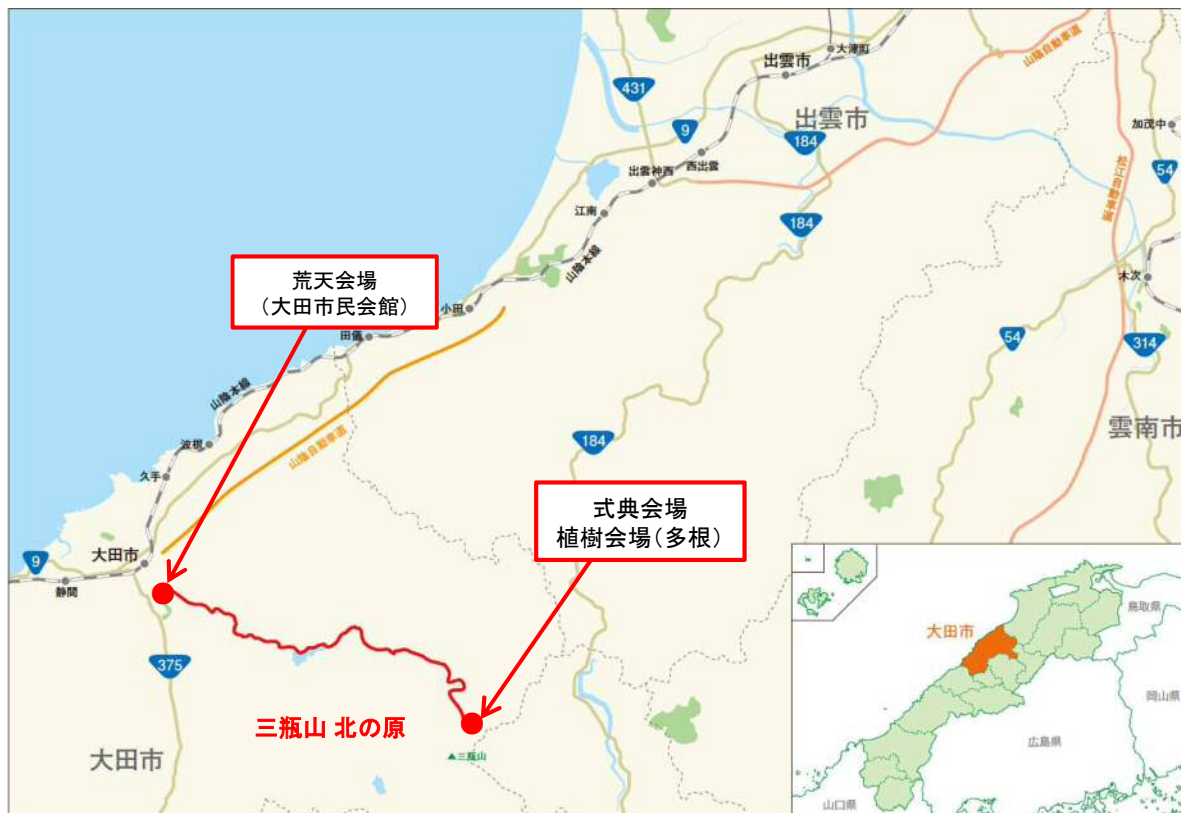 大津町
出雲市
山陰自動車道
431
9
出雲市
加茂中
184
西出雲
出雲神西
松江自動車道
54
江南
184
山陰本線
木次
荒天会場
(大田市民会館)
小田
田儀
54
314
山陰本線
雲南市
184
波根
山陰自動車道
久手
式典会場
植樹会場(多根)
9
大田市
静間
鳥取県
大田市
375
岡山県
三瓶山 北の原
広島県
大田市
▲三瓶山
山口県